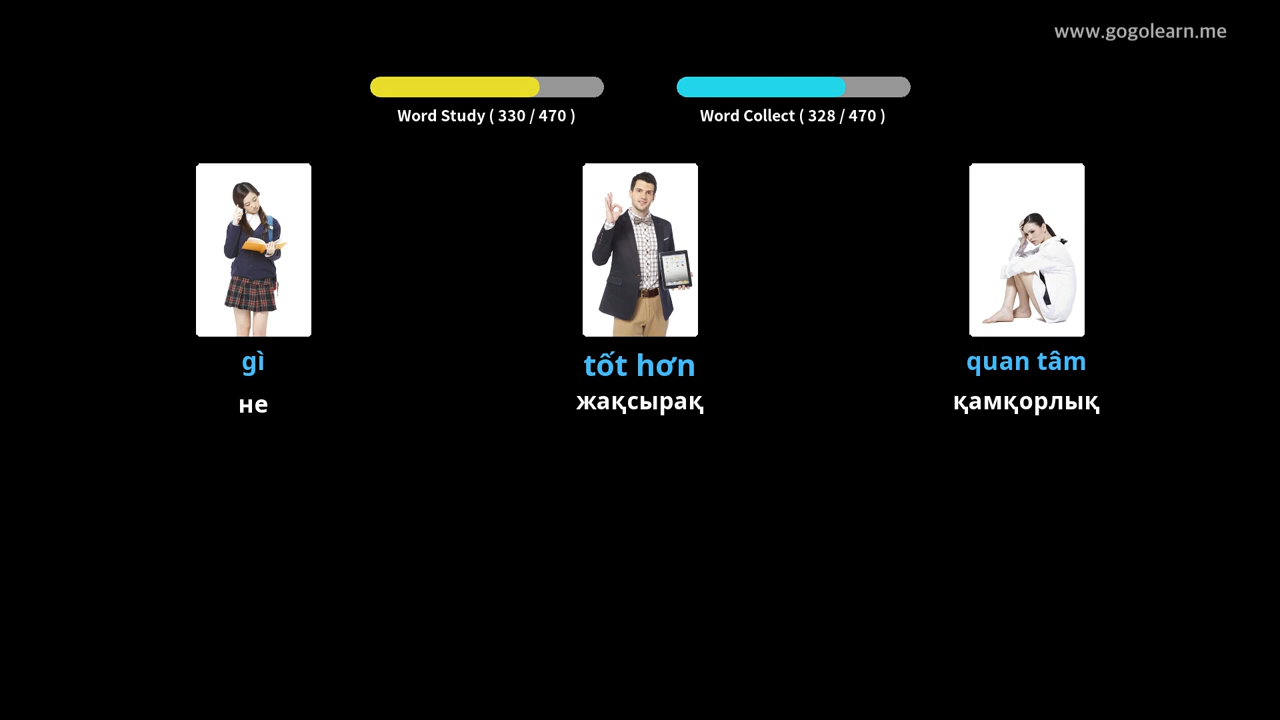 www.gogolearn.me
Word Study ( 330 / 470 )
Word Collect ( 328 / 470 )
gì
tốt hơn
quan tâm
не
жақсырақ
қамқорлық